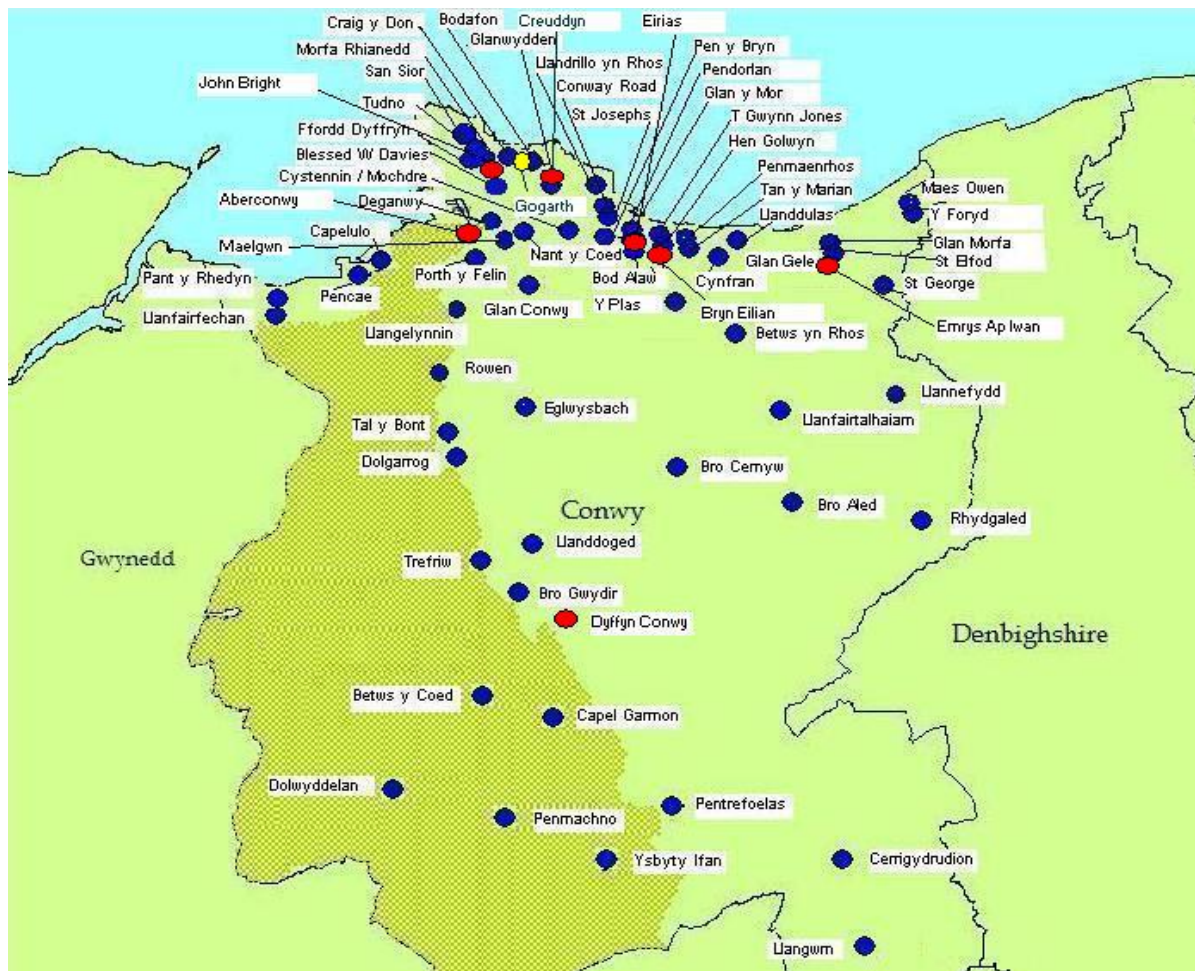 Craig y Don
Bodafon
Creuddyn
Eirias
Glanwydden
Morfa Rhianedd
Pen y Bryn
San Sior
Llandrillo yn Rhos
Pendorlan
John Bright
Conway Road
Glan y Mor
Tudno
St Josephs
T Gwynn Jones
Ffordd Dyffryn
Hen Golwyn
Blessed W Davies
Penmaenrhos
Cystennin / Mochdre
Tan y Marian
Maes Owen
Aberconwy
Deganwy
Gogarth
Llanddulas
Y Foryd
Capelulo
Glan Morfa
Maelgwn
Nant y Coed
Glan Gele
St Elfod
Pant y Rhedyn
Pencae
Porth y Felin
Bod Alaw
Cynfran
St George
Llanfairfechan
Glan Conwy
Y Plas
Bryn Eilian
Emrys Ap Iwan
Llangelynnin
Betws yn Rhos
Rowen
Llannefydd
Eglwysbach
Llanfairtalhaiarn
Tal y Bont
Dolgarrog
Bro Cernyw
Bro Aled
Conwy
Rhydgaled
Llanddoged
Gwynedd
Trefriw
Bro Gwydir
Dyffyn Conwy
Denbighshire
Betws y Coed
Capel Garmon
Dolwyddelan
Pentrefoelas
Penmachno
Ysbyty Ifan
Cerrigydrudion
Llangwm